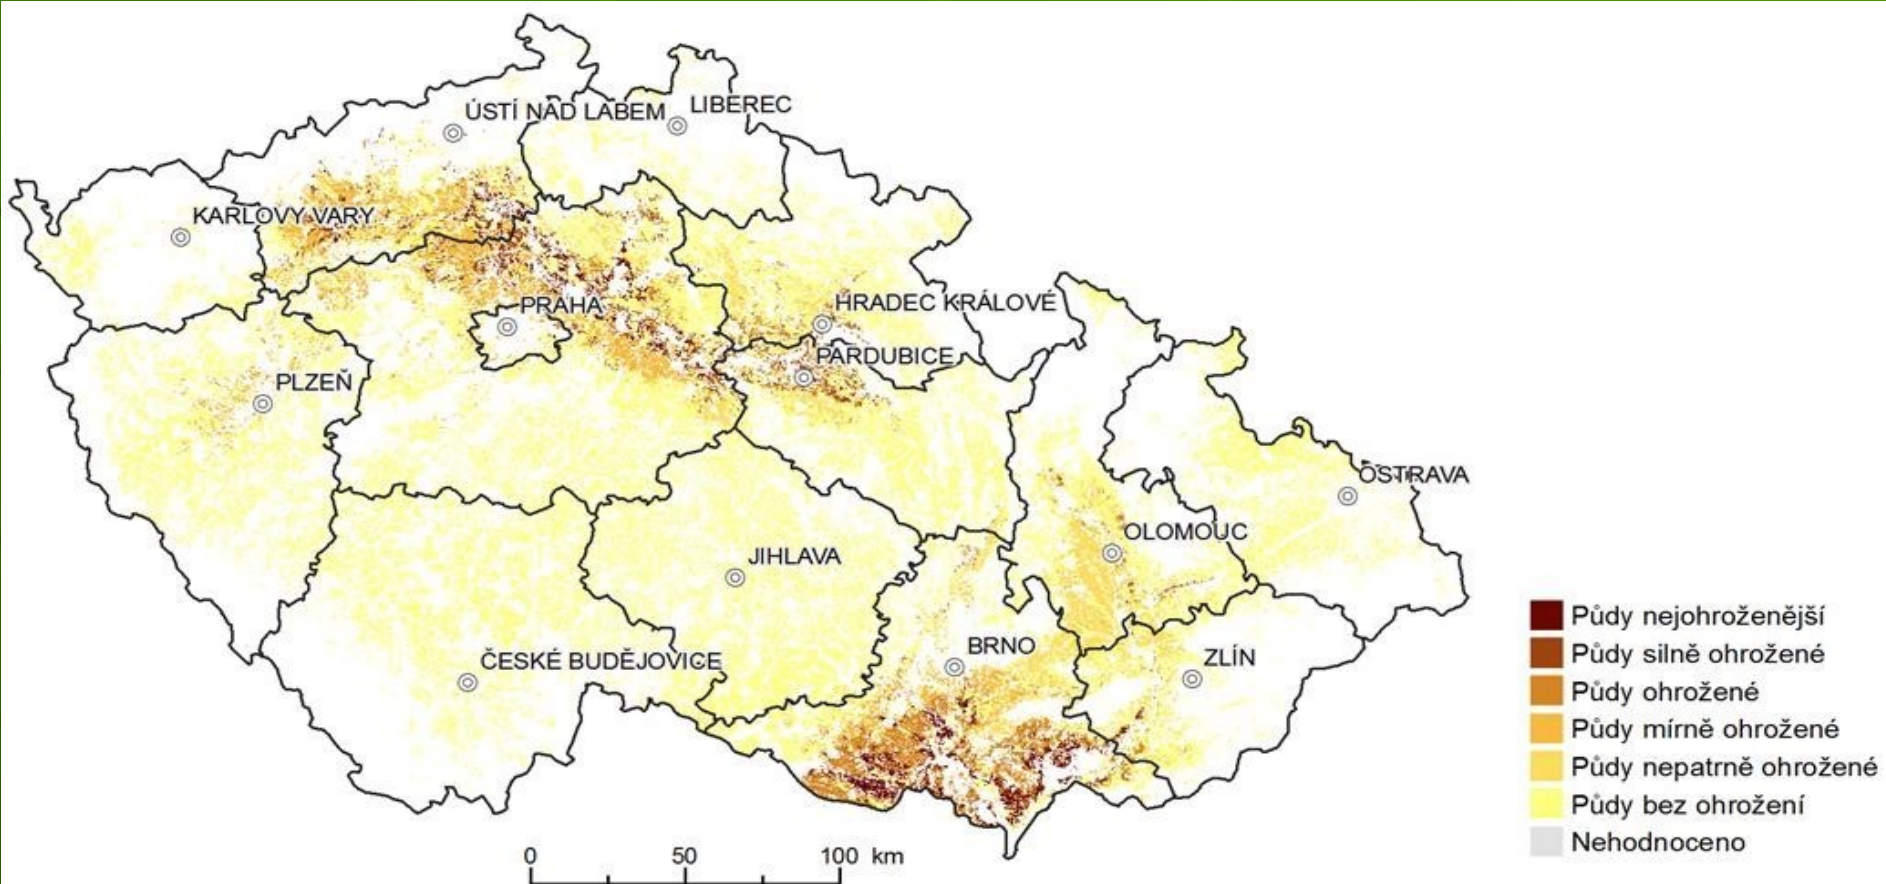 ÚSTÍ NAD LABEM
LIBEREC
KARLOVY VARY
PRAHA
HRADEC KRÁLOVÉ
PARDUBICE
PLZEŇ
OSTRAVA
OLOMOUC
JIHLAVA
BRNO
ZLÍN
ČESKÉ BUDĚJOVICE
Půdy nejohroženější
Půdy silně ohrožené
Půdy ohrožené
Půdy mírně ohrožené
Půdy nepatrně ohrožené
Půdy bez ohrožení
Nehodnoceno
0 50 100 km